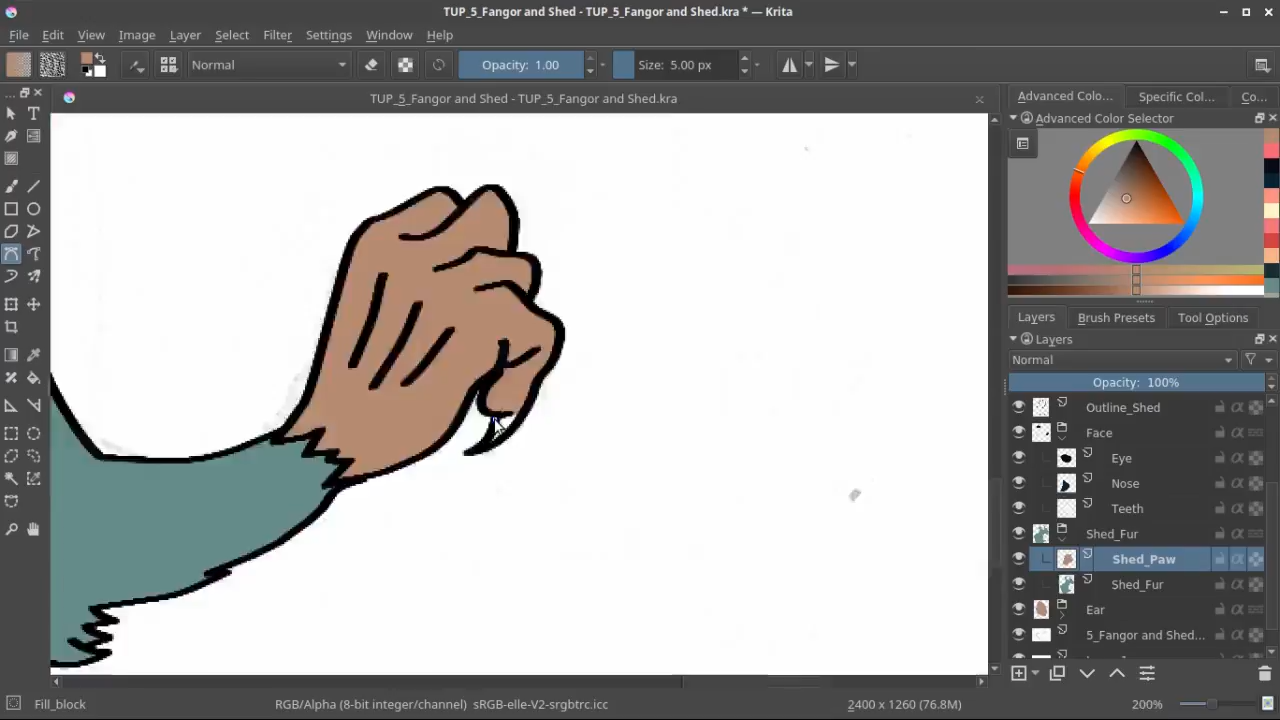 TUP_5_Fangor and Shed - TUP_5_Fangor and Shed.kra * — Krita
File Edit View Image Layer Select Filter Settings Window Help
Normal Opacity: 1.00 Size: 5.00 px
TUP_5_Fangor and Shed - TUP_5_Fangor and Shed.kra
Advanced Colo... Specific Col... Co...
Advanced Color Selector
Layers Brush Presets Tool Options
Layers
Normal
Opacity: 100%
Outline_Shed
Face
Eye
Nose
Teeth
Shed_Fur
Shed_Paw
Shed_Fur
Ear
5_Fangor and Shed...
Fill_block RGB/Alpha (8-bit integer/channel) sRGB-elle-V2-srgbtrc.icc 2400 x 1260 (76.8M) 200%